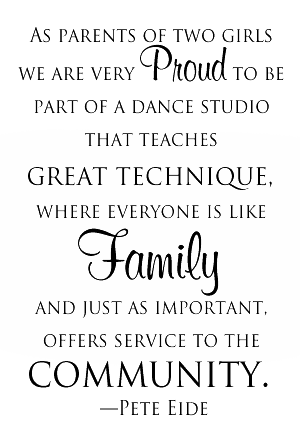 As parents of two girls
we are very Proud to be
part of a dance studio
that teaches
great technique,
where everyone is like
Family
and just as important,
offers service to the
community.
—Pete Eide